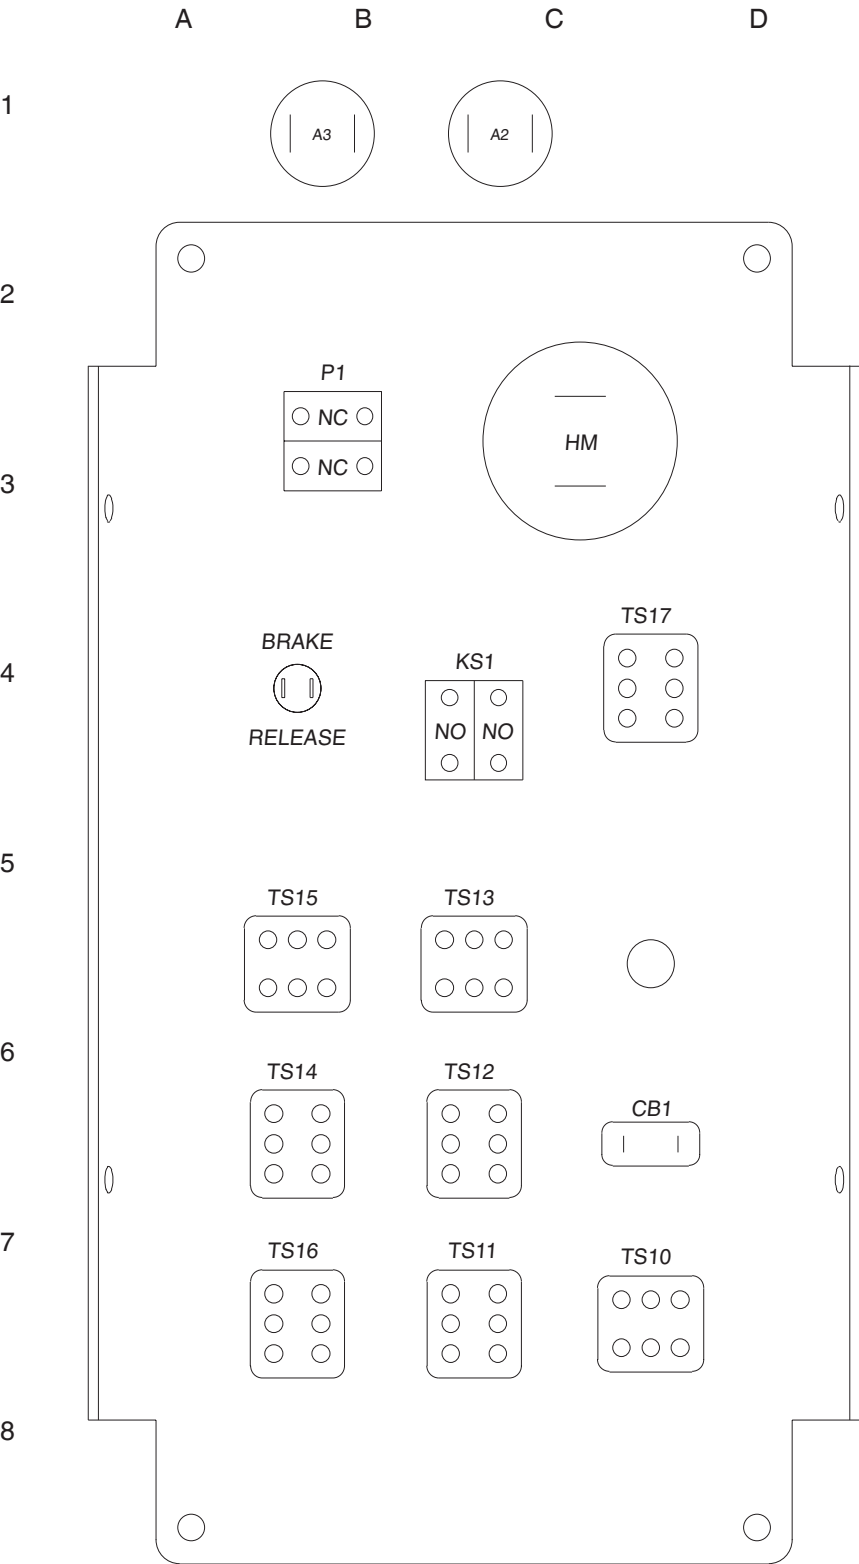 A B C D
1
A3 A2
2
P1
NC
HM
NC
3
TS17
BRAKE
KS1
4
NO NO
RELEASE
5
TS15 TS13
6
TS14 TS12
CB1
7
TS16 TS11 TS10
8